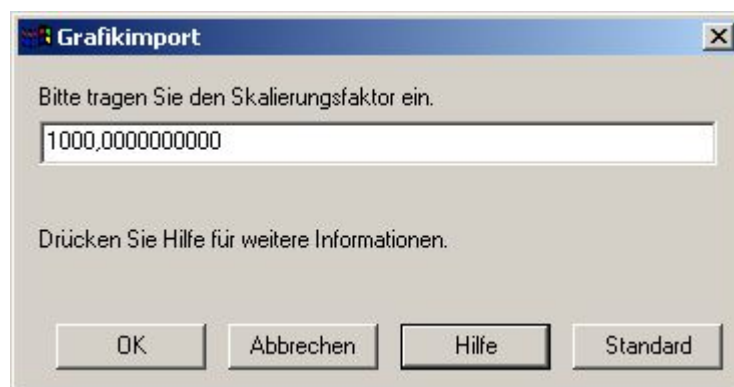 Grafikimport
Bitte tragen Sie den Skalierungsfaktor ein.
1000,0000000000
Drücken Sie Hilfe für weitere Informationen.
OK Abbrechen Hilfe Standard